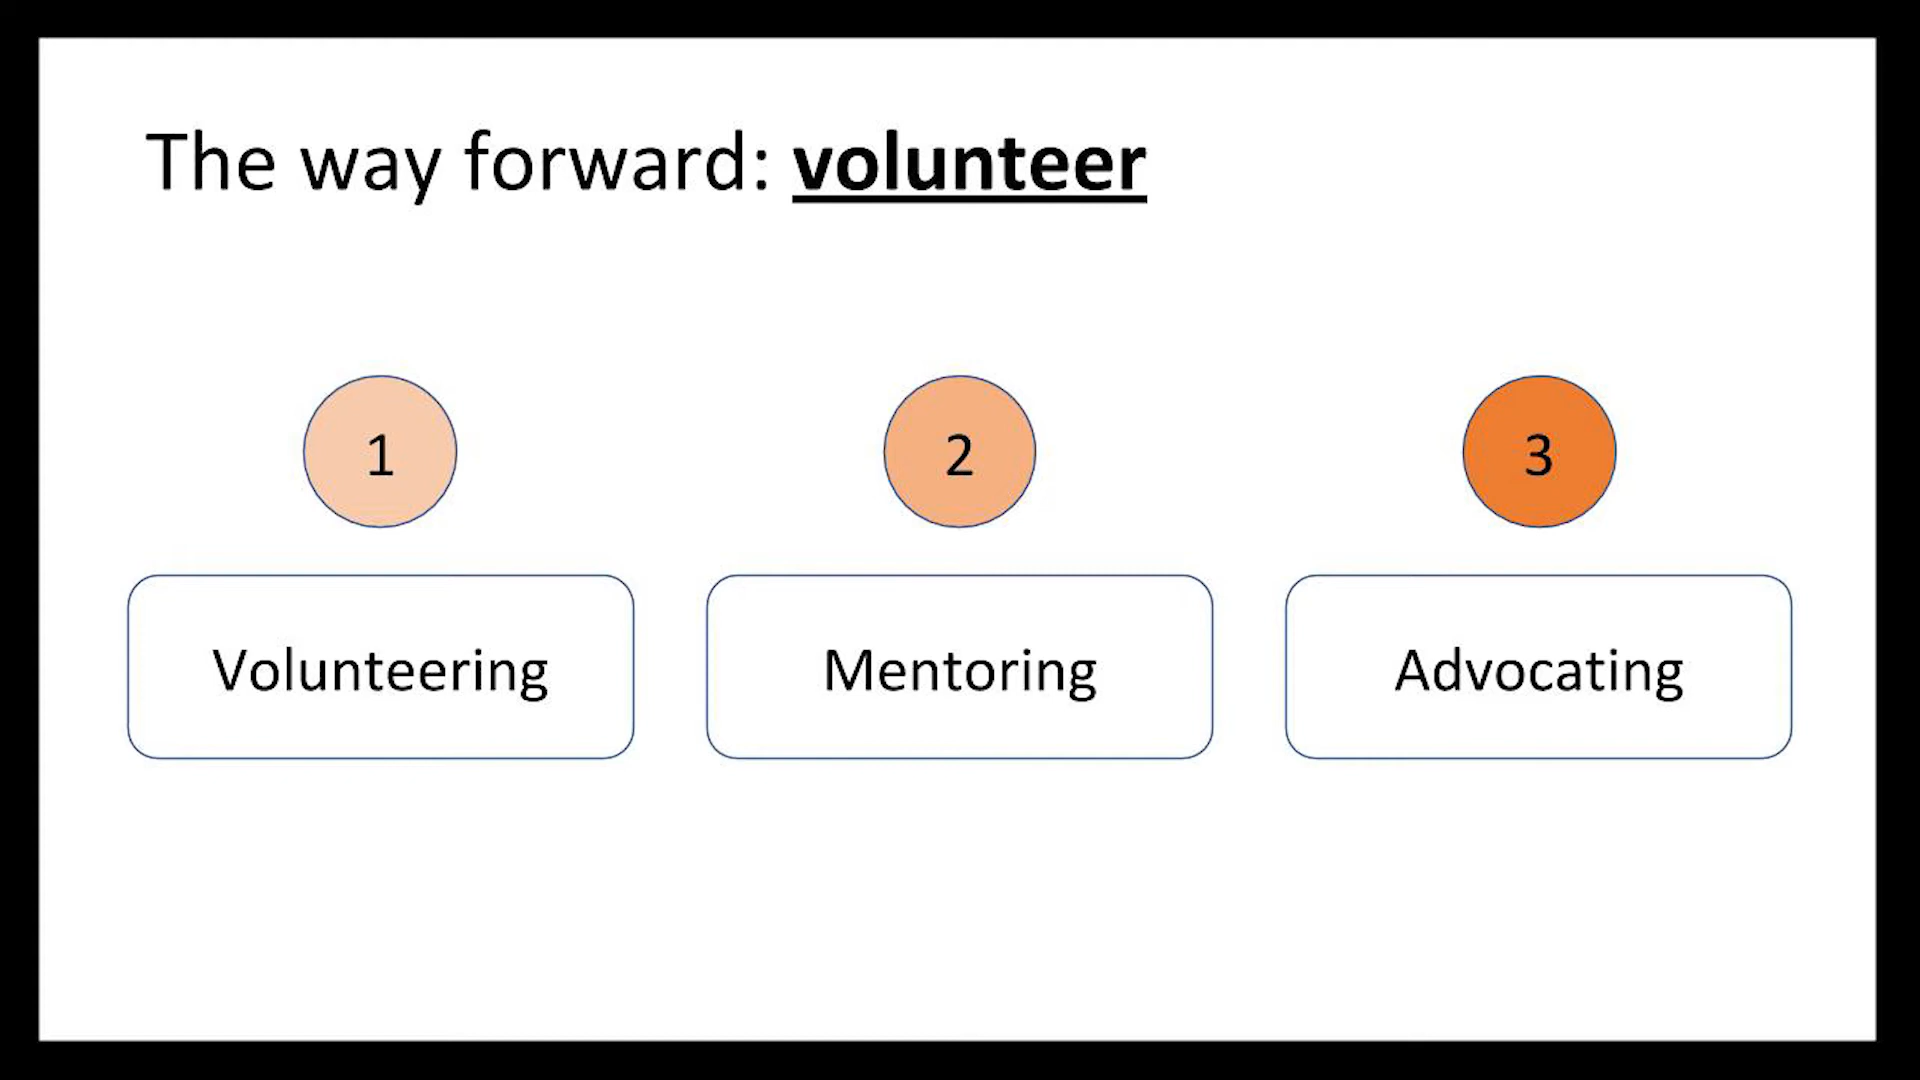 The way forward: volunteer
1
2
3
Volunteering
Mentoring
Advocating